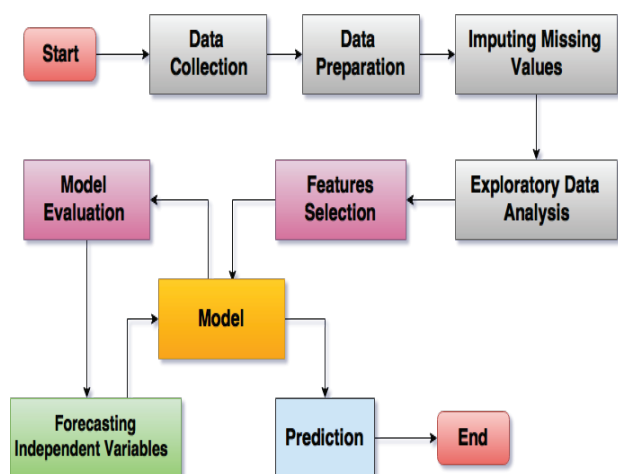 Start
Data
Collection
Data
Preparation
Imputing Missing
Values
Exploratory Data
Analysis
Features
Selection
Model
Evaluation
Model
Forecasting
Independent Variables
Prediction
End